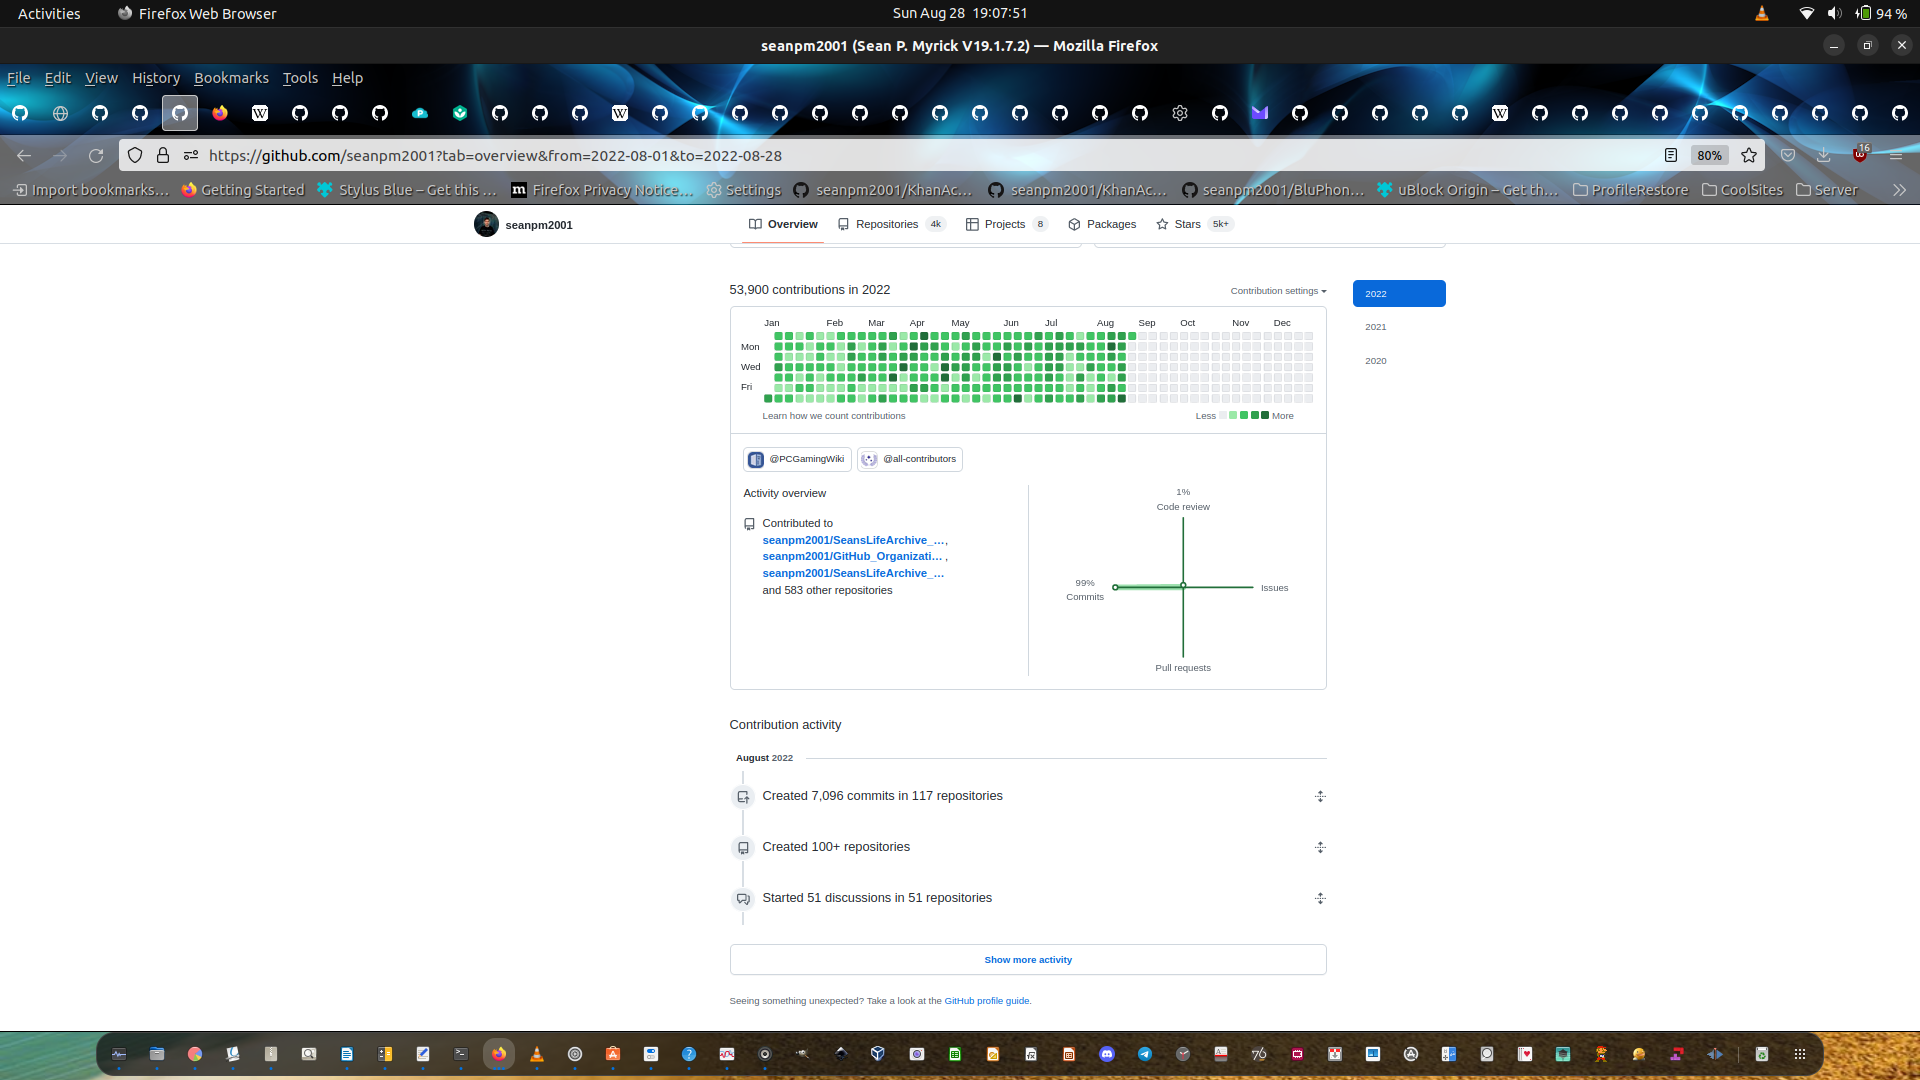 Activities
Firefox Web Browser
Sun Aug 28 19:07:51
94 %
seanpm2001 (Sean P. Myrick V19.1.7.2) — Mozilla Firefox
File Edit View History Bookmarks Tools Help
https://github.com/seanpm2001?tab=overview&from=2022-08-01&to=2022-08-28
80%
16
Import bookmarks…
Getting Started
Stylus Blue – Get this …
Firefox Privacy Notice…
Settings
seanpm2001/KhanAc…
seanpm2001/KhanAc…
seanpm2001/BluPhon…
uBlock Origin – Get th…
ProfileRestore
CoolSites
Server
seanpm2001
Overview
Repositories 4k
Projects 8
Packages
Stars 5k+
53,900 contributions in 2022
Contribution settings
2022
2021
2020
Jan Feb Mar Apr May Jun Jul Aug Sep Oct Nov Dec
Mon
Wed
Fri
Learn how we count contributions
Less More
@PCGamingWiki
@all-contributors
Activity overview
Contributed to
seanpm2001/SeansLifeArchive_…,
seanpm2001/GitHub_Organizati… ,
seanpm2001/SeansLifeArchive_…
and 583 other repositories
1%
Code review
99%
Commits
Issues
Pull requests
Contribution activity
August 2022
Created 7,096 commits in 117 repositories
Created 100+ repositories
Started 51 discussions in 51 repositories
Show more activity
Seeing something unexpected? Take a look at the GitHub profile guide.